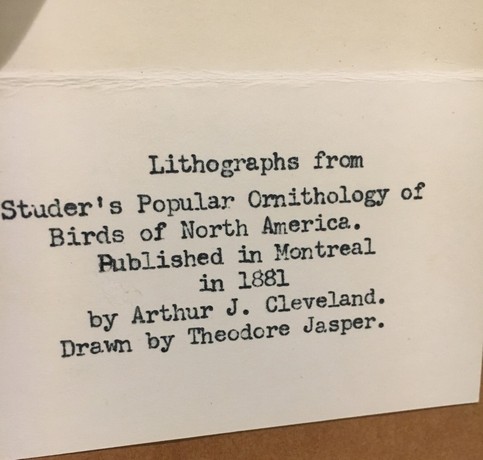 Lithographs from
Studer's Popular Ornithology of
Birds of North America.
Published in Montreal
in 1881
by Arthur J. Cleveland.
Drawn by Theodore Jasper.